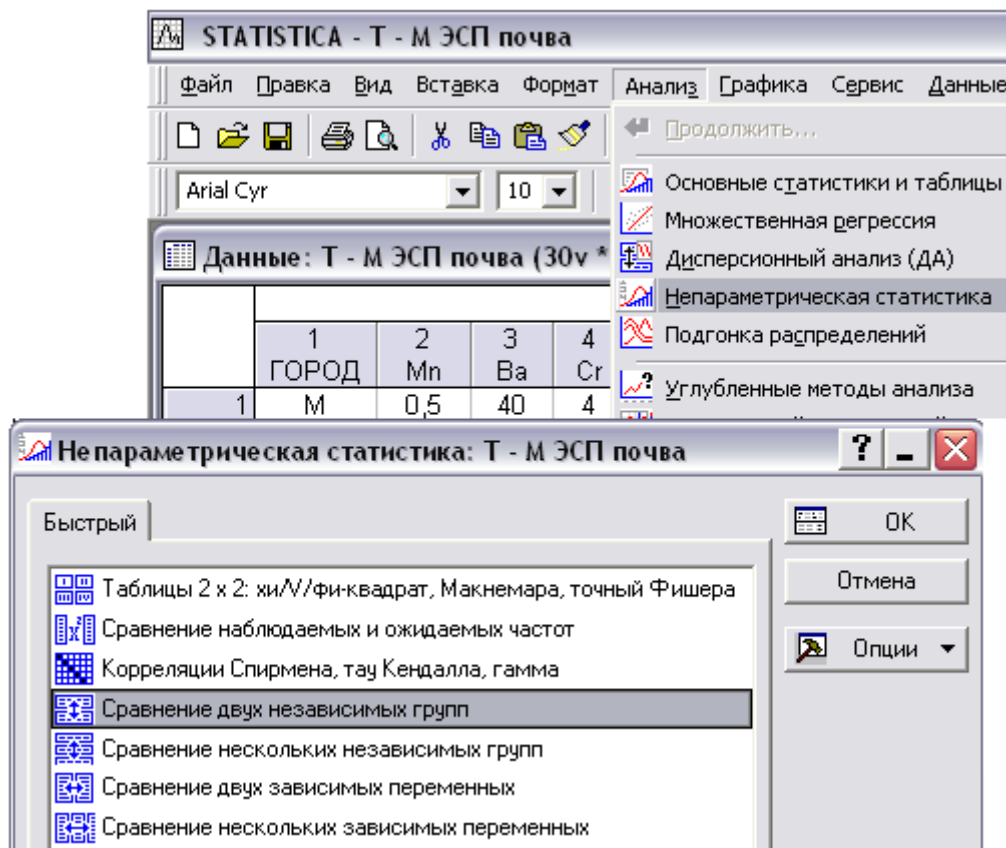 STATISTICA - Т - М ЭСП почва
Файл Правка Вид Вставка Формат Анализ Графика Сервис Данные
Продолжить...
Arial Cyr 10
Основные статистики и таблицы
Множественная регрессия
Данные: Т - М ЭСП почва (30v *
Дисперсионный анализ (ДА)
Непараметрическая статистика
Подгонка распределений
Углубленные методы анализа
1 2 3 4
ГОРОД Mn Ba Cr
1 М 0,5 40 4
Непараметрическая статистика: Т - М ЭСП почва
Быстрый
OK
Отмена
Опции
Таблицы 2 x 2: хи/V/фи-квадрат, Макнемара, точный Фишера
Сравнение наблюдаемых и ожидаемых частот
Корреляции Спирмена, тау Кендалла, гамма
Сравнение двух независимых групп
Сравнение нескольких независимых групп
Сравнение двух зависимых переменных
Сравнение нескольких зависимых переменных